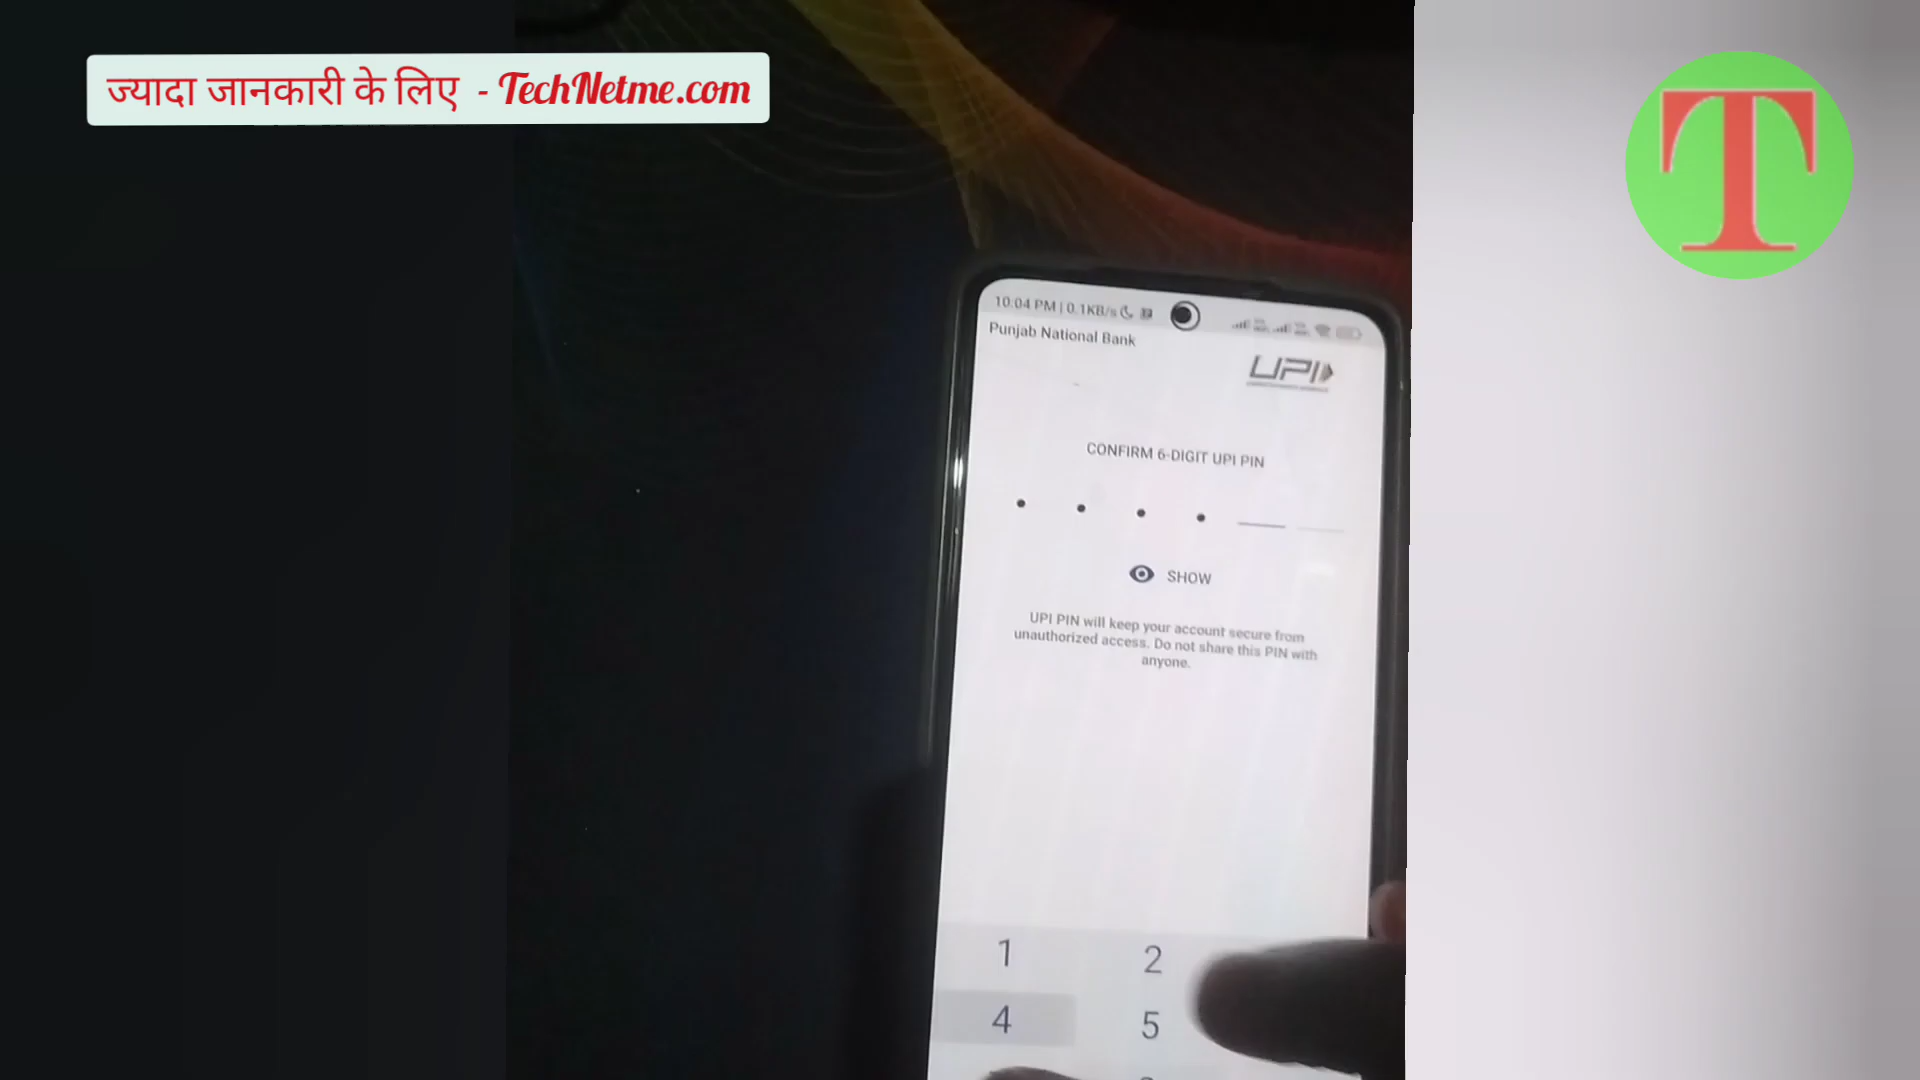 ज्यादा जानकारी के लिए - TechNetme.com
T
10:04 PM | 0.1KB/s
Punjab National Bank
UPI
CONFIRM 6-DIGIT UPI PIN
SHOW
UPI PIN will keep your account secure from
unauthorized access. Do not share this PIN with
anyone.
1 2
4 5